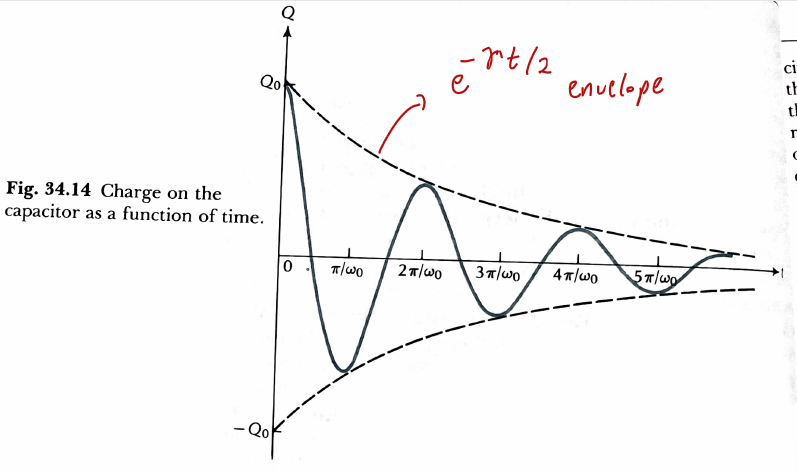 Q
Q₀
e^{-γt/2} envelope
Fig. 34.14 Charge on the
capacitor as a function of time.
0
π/ω₀
2π/ω₀
3π/ω₀
4π/ω₀
5π/ω₀
−Q₀
ci